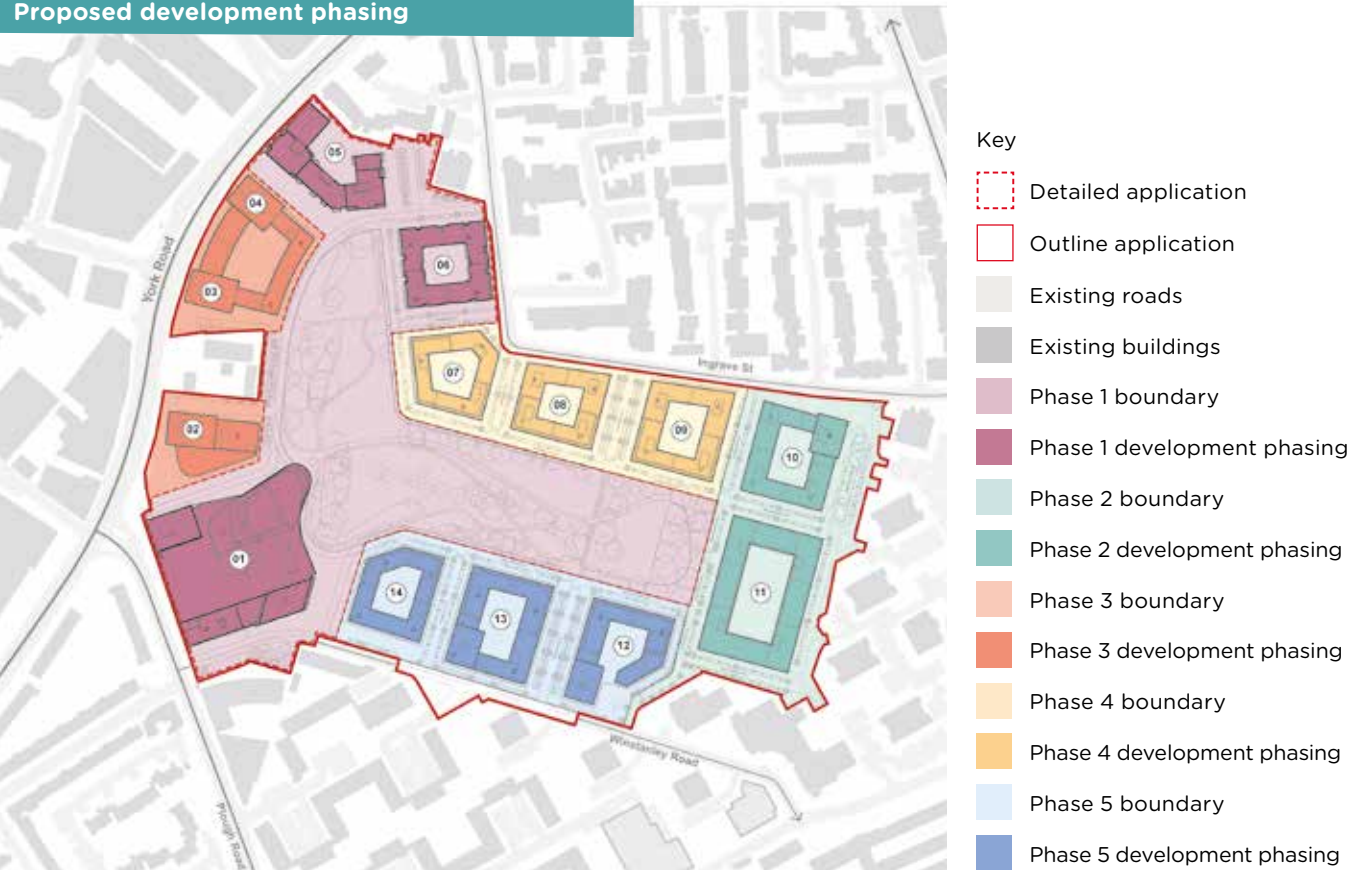 Proposed development phasing
05
04
06
York Road
03
Ingrave St
07
08
02
09
10
01
14
11
13
12
Winstanley Road
Plough Road
Key
Detailed application
Outline application
Existing roads
Existing buildings
Phase 1 boundary
Phase 1 development phasing
Phase 2 boundary
Phase 2 development phasing
Phase 3 boundary
Phase 3 development phasing
Phase 4 boundary
Phase 4 development phasing
Phase 5 boundary
Phase 5 development phasing